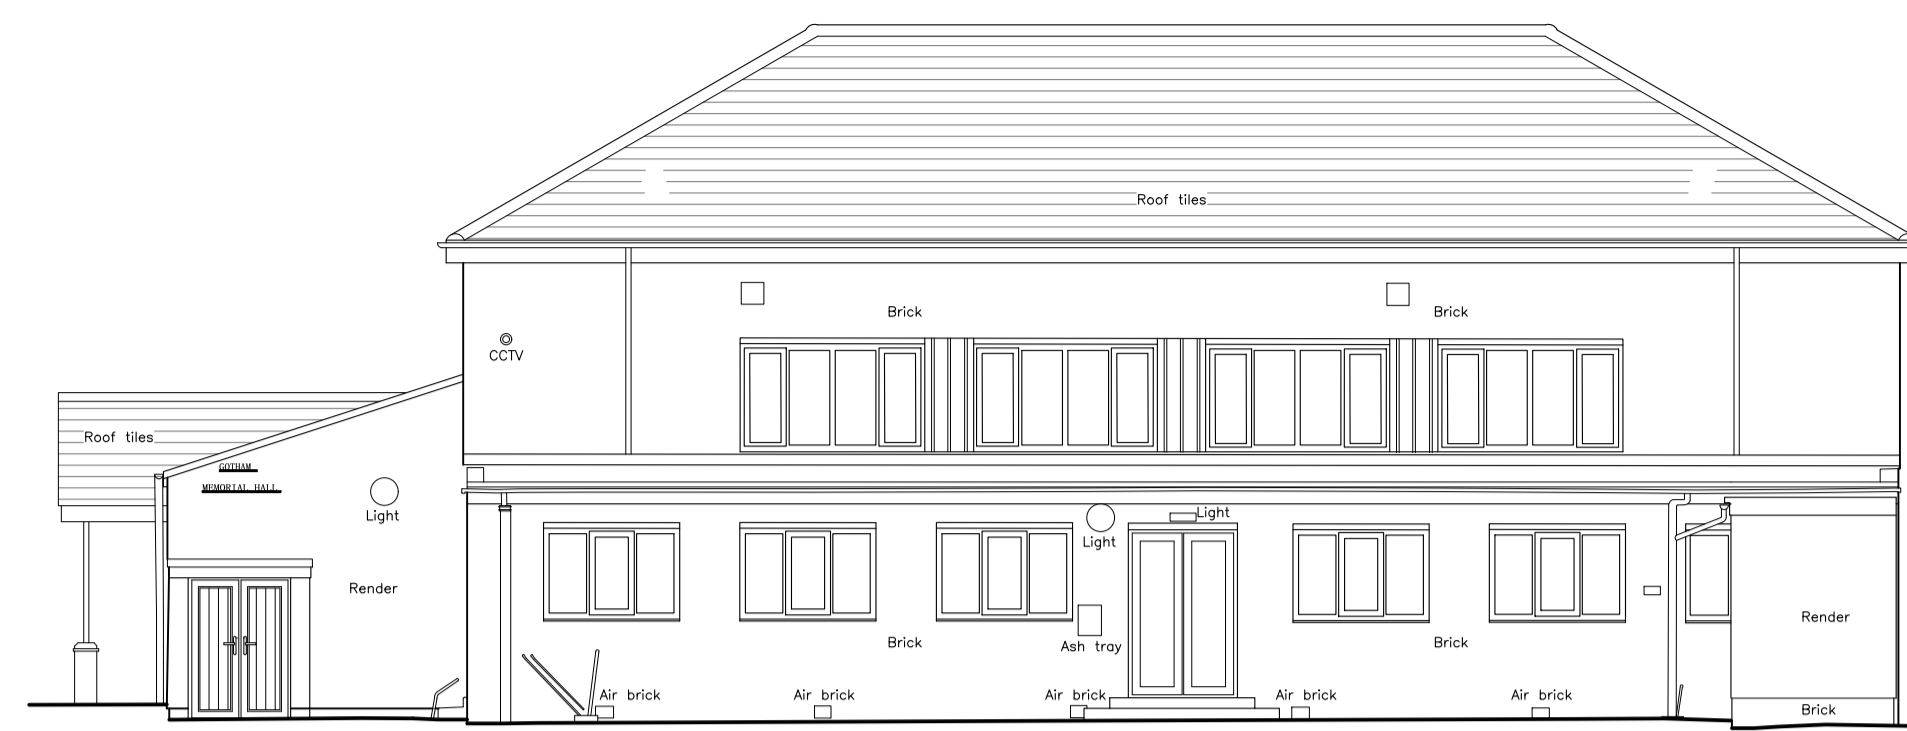 Roof tiles
Brick
Brick
CCTV
Roof tiles
GOTHAM
MEMORIAL HALL
Light
Light
Light
Render
Render
Brick
Ash tray
Brick
Air brick
Air brick
Air brick
Air brick
Air brick
Brick